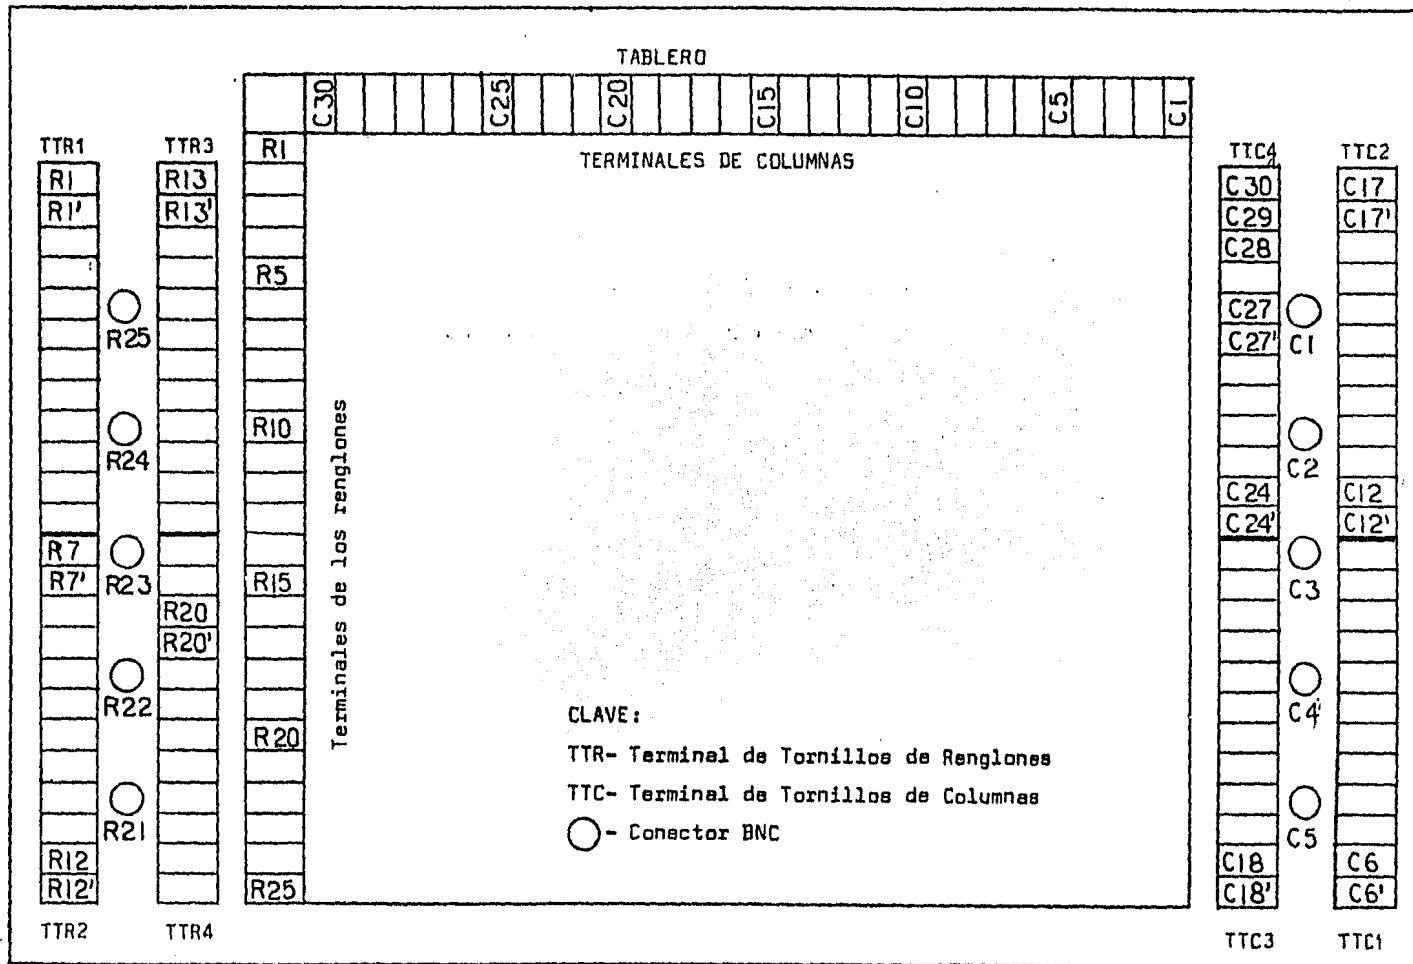 TABLERO
C30 C25 C20 C15 C10 C5 C1
TTR1
R1
R1'
R7
R7'
R12
R12'
TTR2
R25
R24
R23
R22
R21
TTR3
R13
R13'
R20
R20'
TTR4
R1
R5
R10
R15
R20
R25
TERMINALES DE COLUMNAS
Terminales de los renglones
CLAVE:
TTR- Terminal de Tornillos de Renglones
TTC- Terminal de Tornillos de Columnas
- Conector BNC
TTC4
C30
C29
C28
C27
C27'
C24
C24'
C18
C18'
TTC3
C1
C2
C3
C4
C5
TTC2
C17
C17'
C12
C12'
C6
C6'
TTC1